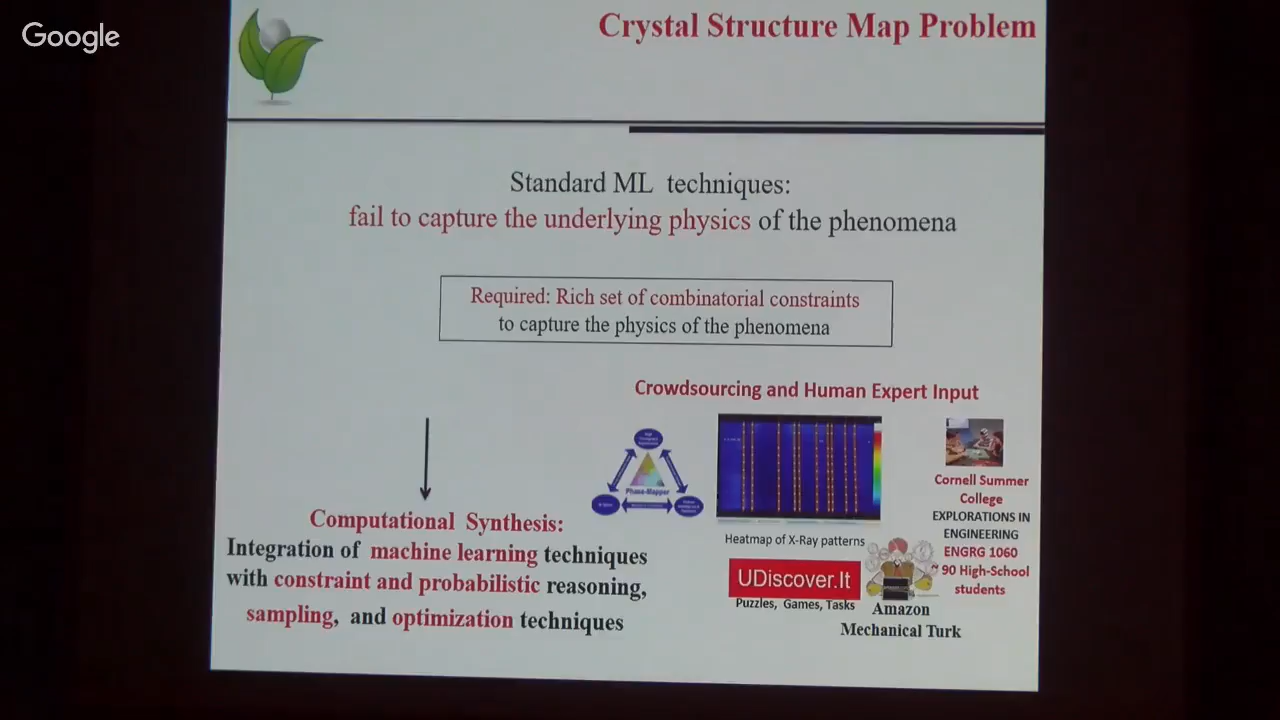 Google
Crystal Structure Map Problem
Standard ML techniques:
fail to capture the underlying physics of the phenomena
Required: Rich set of combinatorial constraints
to capture the physics of the phenomena
Crowdsourcing and Human Expert Input
Phase-Mapper
Heatmap of X-Ray patterns
UDiscover.It
Puzzles, Games, Tasks
Amazon
Mechanical Turk
Cornell Summer
College
EXPLORATIONS IN
ENGINEERING
ENGRG 1060
~ 90 High-School
students
Computational Synthesis:
Integration of machine learning techniques
with constraint and probabilistic reasoning,
sampling, and optimization techniques